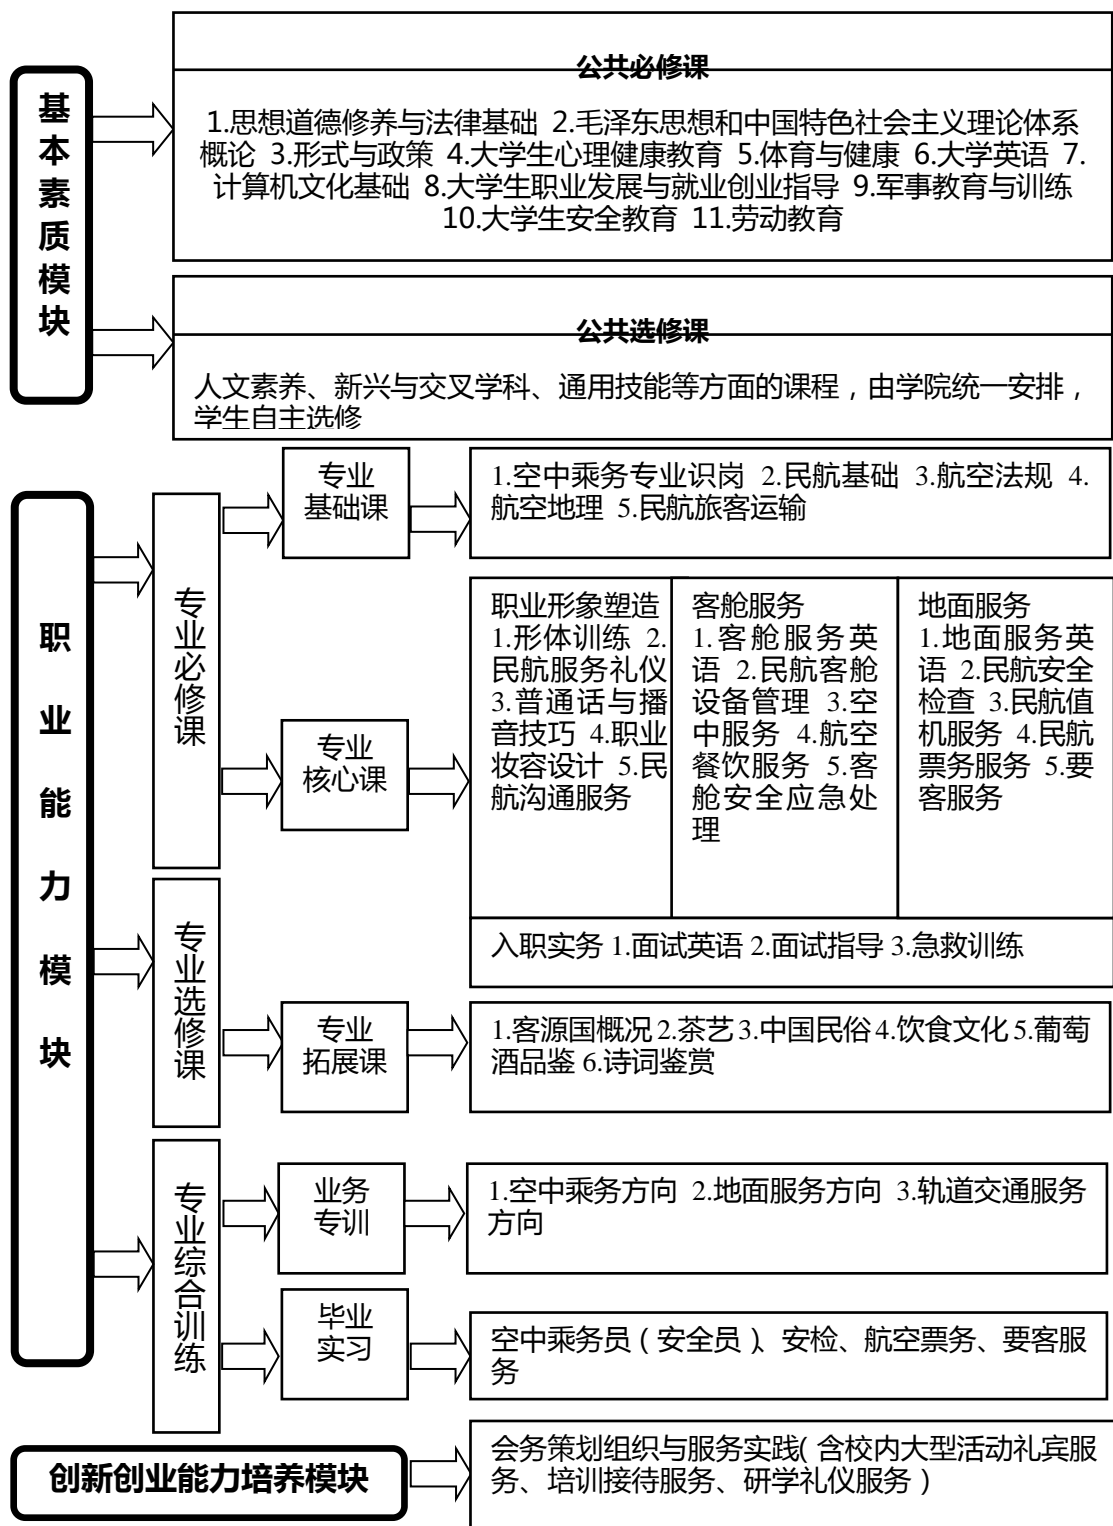 基本素质模块
公共必修课
1.思想道德修养与法律基础 2.毛泽东思想和中国特色社会主义理论体系
概论 3.形式与政策 4.大学生心理健康教育 5.体育与健康 6.大学英语 7.
计算机文化基础 8.大学生职业发展与就业创业指导 9.军事教育与训练
10.大学生安全教育 11.劳动教育
公共选修课
人文素养、新兴与交叉学科、通用技能等方面的课程，由学院统一安排，
学生自主选修
职业能力模块
专业必修课
专业
基础课
1.空中乘务专业识岗 2.民航基础 3.航空法规 4.
航空地理 5.民航旅客运输
专业
核心课
职业形象塑造
1.形体训练 2.
民航服务礼仪
3.普通话与播
音技巧 4.职业
妆容设计 5.民
航沟通服务
客舱服务
1.客舱服务英
语 2.民航客舱
设备管理 3.空
中服务 4.航空
餐饮服务 5.客
舱安全应急处
理
地面服务
1.地面服务英
语 2.民航安全
检查 3.民航值
机服务 4.民航
票务服务 5.要
客服务
入职实务 1.面试英语 2.面试指导 3.急救训练
专业选修课
专业
拓展课
1.客源国概况 2.茶艺 3.中国民俗 4.饮食文化 5.葡萄
酒品鉴 6.诗词鉴赏
专业综合训练
业务
专训
1.空中乘务方向 2.地面服务方向 3.轨道交通服务
方向
毕业
实习
空中乘务员（安全员）、安检、航空票务、要客服
务
创新创业能力培养模块
会务策划组织与服务实践（含校内大型活动礼宾服
务、培训接待服务、研学礼仪服务）